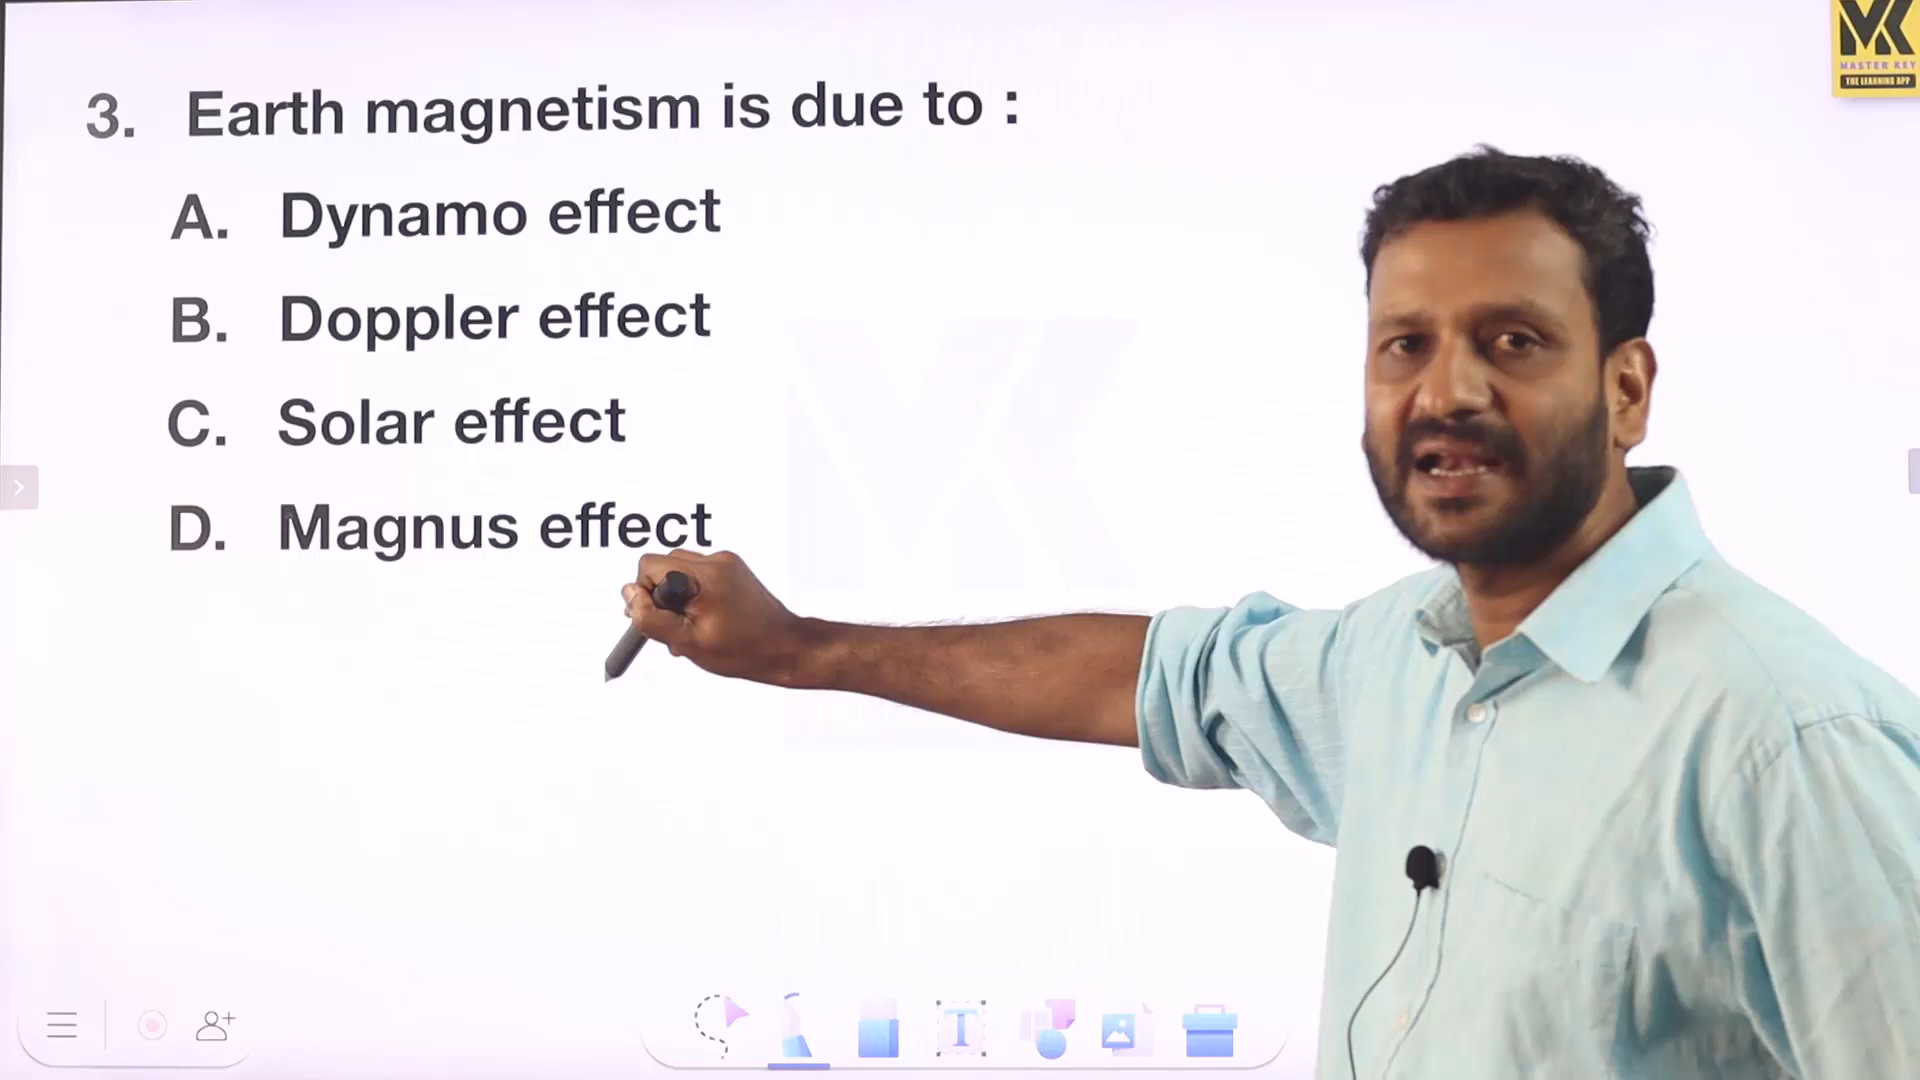 3. Earth magnetism is due to :
A. Dynamo effect
B. Doppler effect
C. Solar effect
D. Magnus effect
MK
MASTER KEY
THE LEARNING APP
T